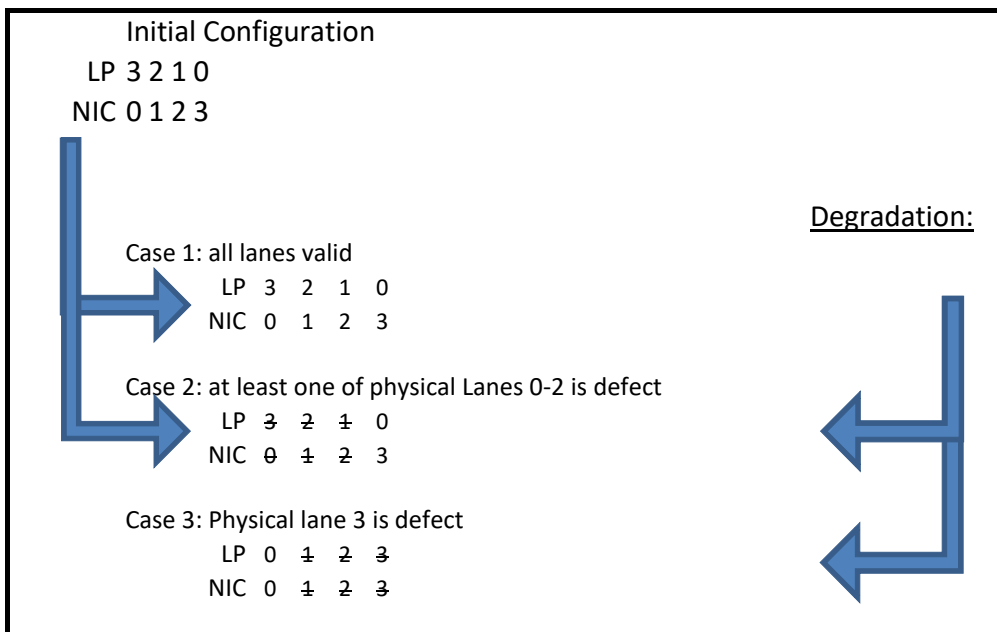 Initial Configuration
LP 3 2 1 0
NIC 0 1 2 3
Degradation:
Case 1: all lanes valid
LP 3 2 1 0
NIC 0 1 2 3
Case 2: at least one of physical Lanes 0-2 is defect
LP 3 2 1 0
NIC 0 1 2 3
Case 3: Physical lane 3 is defect
LP 0 1 2 3
NIC 0 1 2 3